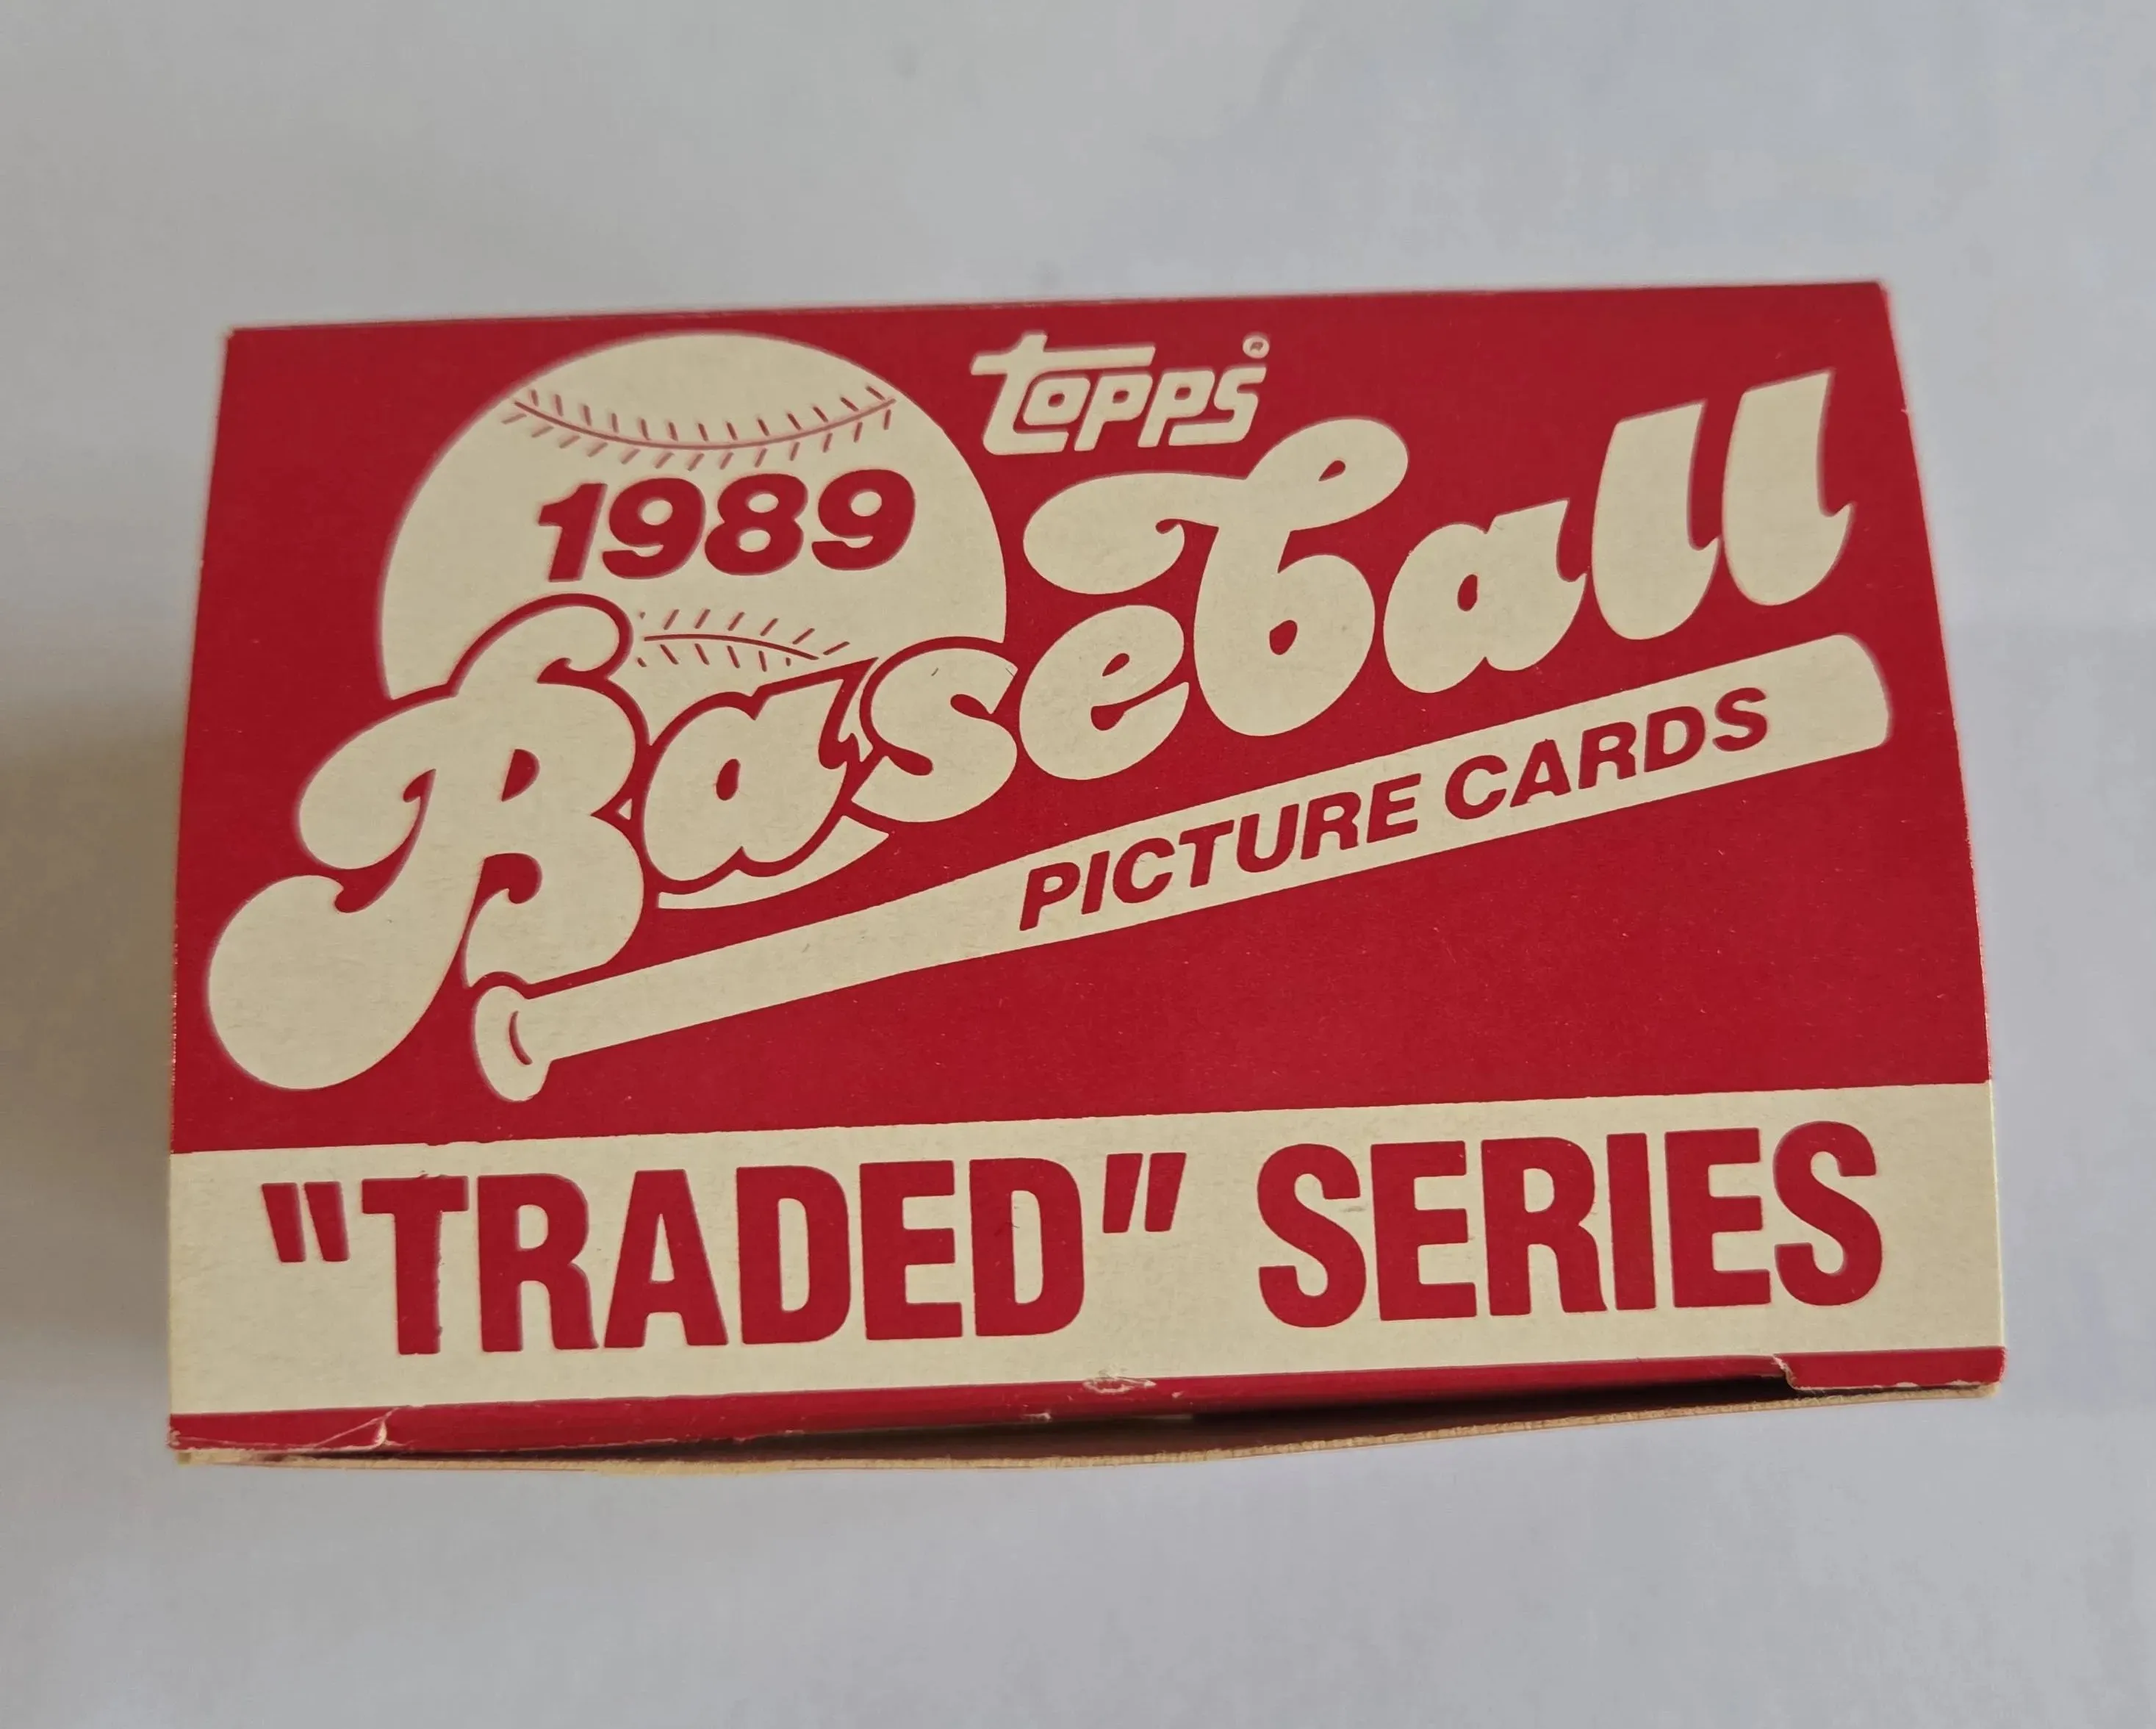 topps®
1989
Baseball
PICTURE CARDS
"TRADED" SERIES